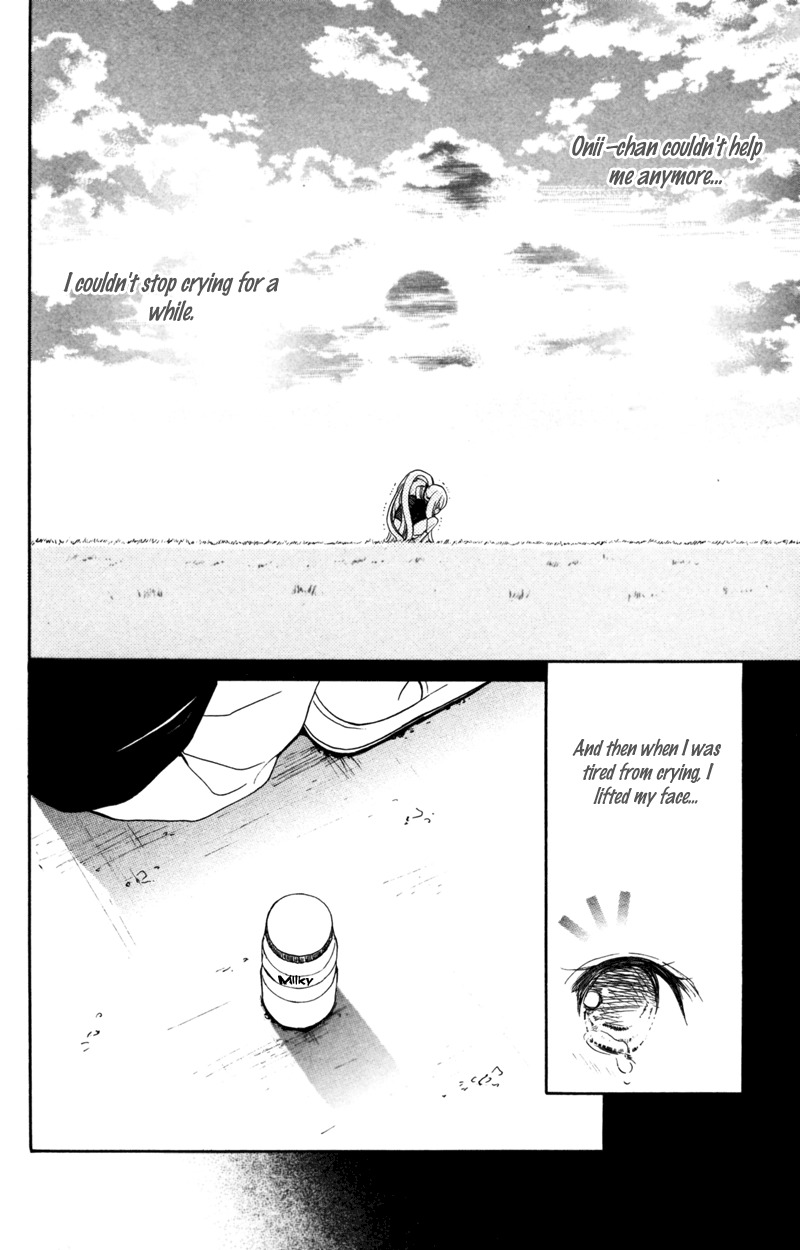 Onii-chan couldn't help
me anymore...
I couldn't stop crying for a
while.
And then when I was
tired from crying, I
lifted my face...
Milky